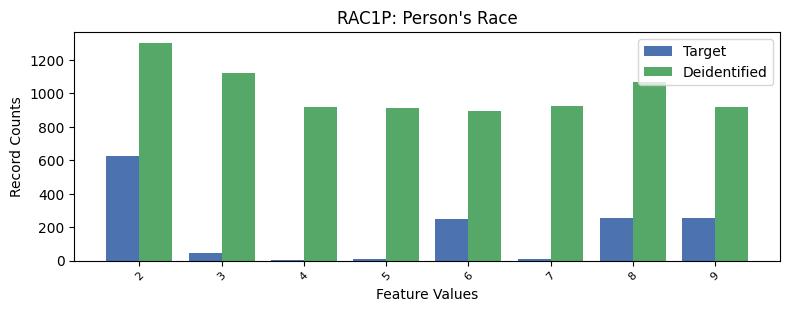 RAC1P: Person's Race
Target
Deidentified
Record Counts
1200
1000
800
600
400
200
0
2 3 4 5 6 7 8 9
Feature Values